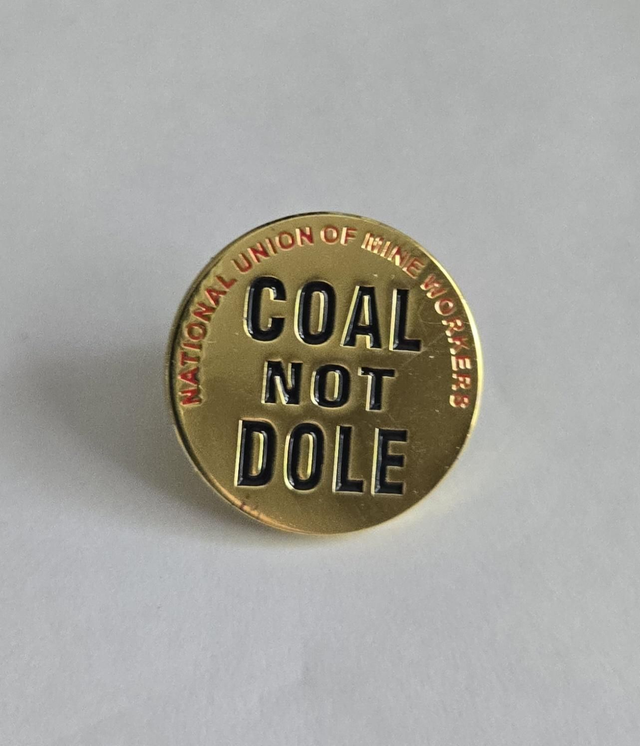 NATIONAL UNION OF MINE WORKERS
COAL
NOT
DOLE